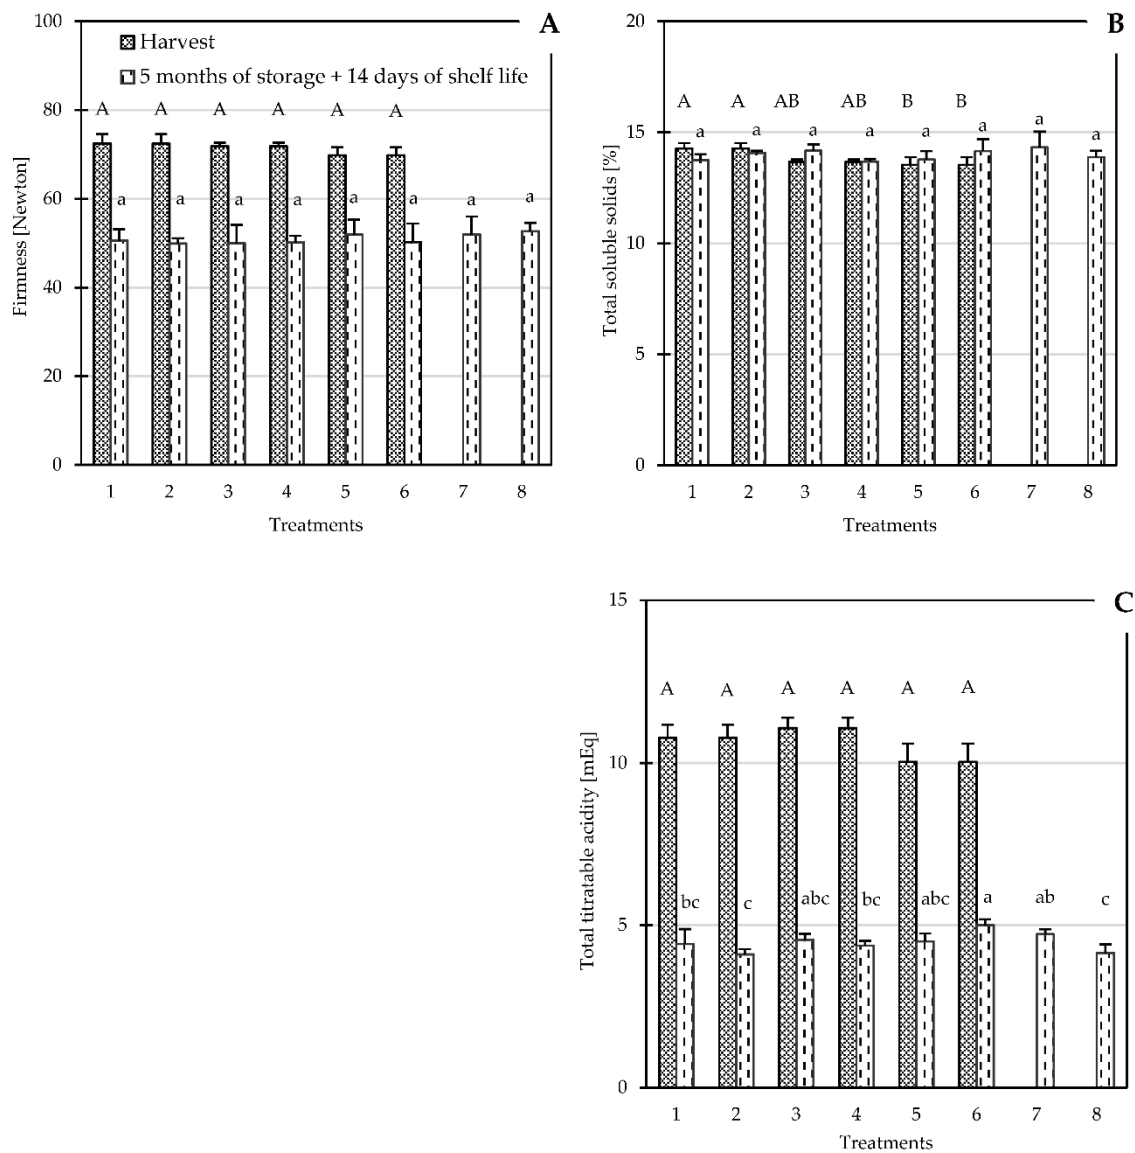 A
Harvest
5 months of storage + 14 days of shelf life
100
80
60
40
20
0
Firmness [Newton]
A A A A A A
a a a a a a a a
1 2 3 4 5 6 7 8
Treatments
B
20
15
10
5
0
Total soluble solids [%]
A A AB AB B B
a a a a a a a a
1 2 3 4 5 6 7 8
Treatments
C
15
10
5
0
Total titratable acidity [mEq]
A A A A A A
bc c abc bc abc a ab c
1 2 3 4 5 6 7 8
Treatments